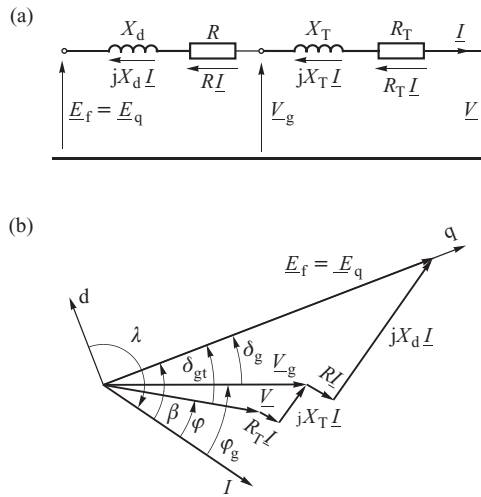 (a)
X_d R X_T R_T I
jX_d I RI jX_T I R_T I
E_f = E_q V_g V
(b)
q
E_f = E_q
d
λ
δ_g
jX_d I
δ_gt
V_g
RI
β φ V
jX_T I
R_T I
φ_g
I